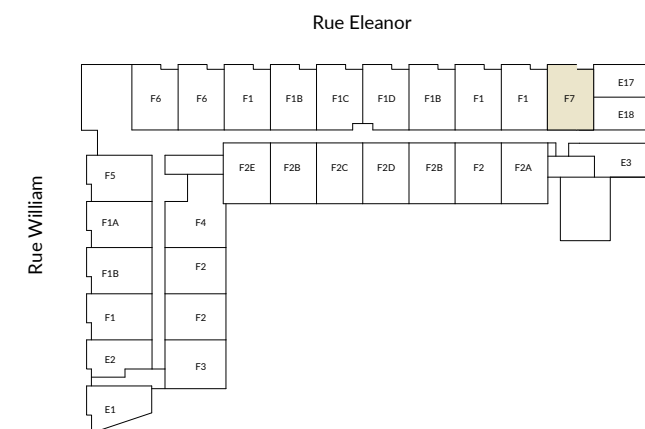 Rue Eleanor
F6 F6 F1 F1B F1C F1D F1B F1 F1 F7 E17
E18
F2E F2B F2C F2D F2B F2 F2A E3
Rue William
F5
F1A F4
F1B F2
F1 F2
E2 F3
E1